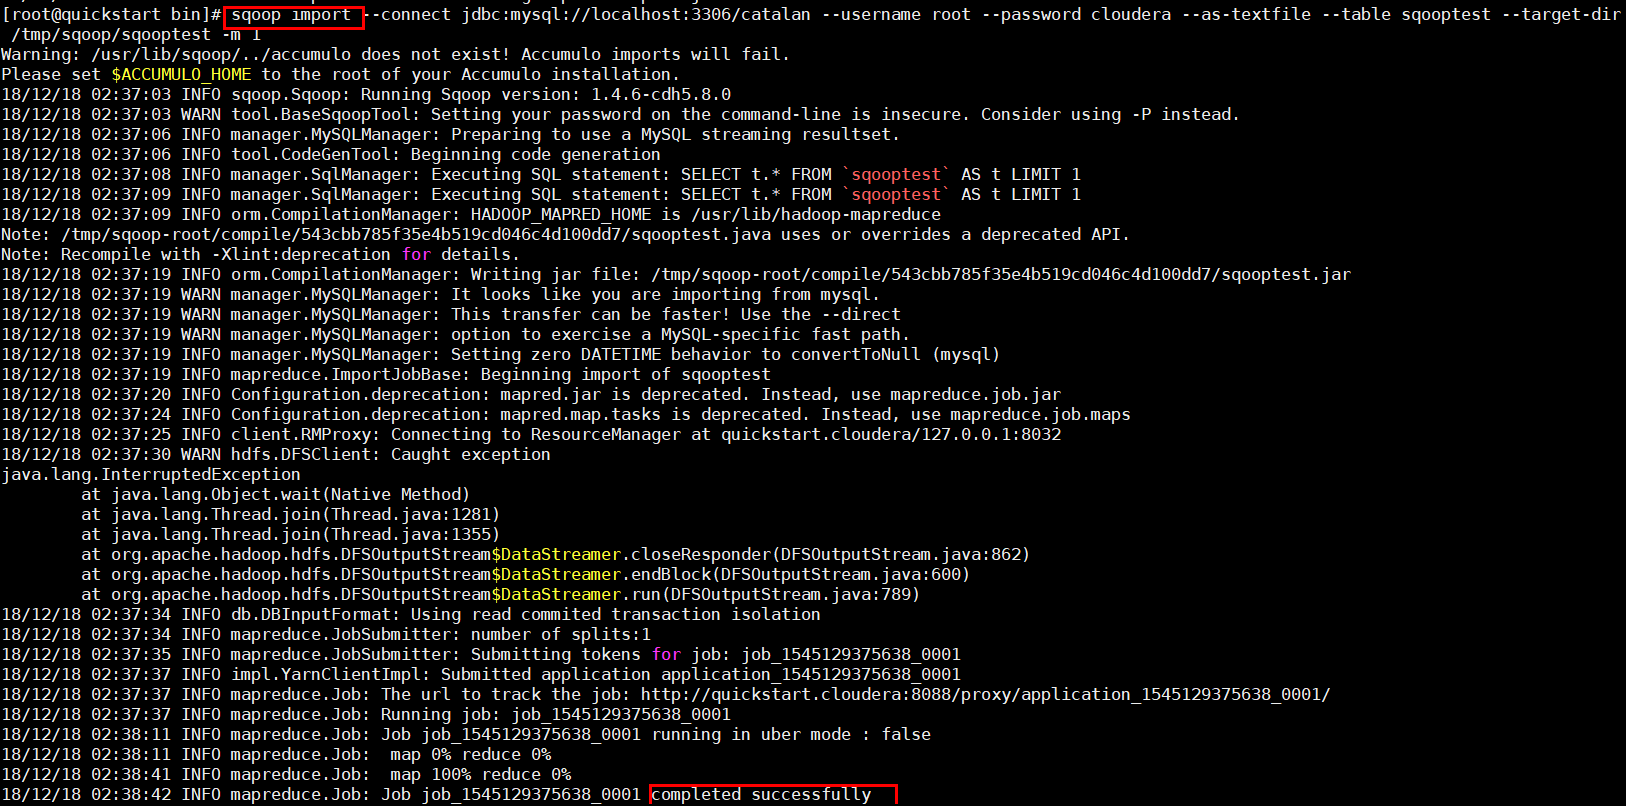 [root@quickstart bin]# sqoop import --connect jdbc:mysql://localhost:3306/catalan --username root --password cloudera --as-textfile --table sqooptest --target-dir
/tmp/sqoop/sqooptest -m 1
Warning: /usr/lib/sqoop/../accumulo does not exist! Accumulo imports will fail.
Please set $ACCUMULO_HOME to the root of your Accumulo installation.
18/12/18 02:37:03 INFO sqoop.Sqoop: Running Sqoop version: 1.4.6-cdh5.8.0
18/12/18 02:37:03 WARN tool.BaseSqoopTool: Setting your password on the command-line is insecure. Consider using -P instead.
18/12/18 02:37:06 INFO manager.MySQLManager: Preparing to use a MySQL streaming resultset.
18/12/18 02:37:06 INFO tool.CodeGenTool: Beginning code generation
18/12/18 02:37:08 INFO manager.SqlManager: Executing SQL statement: SELECT t.* FROM `sqooptest` AS t LIMIT 1
18/12/18 02:37:09 INFO manager.SqlManager: Executing SQL statement: SELECT t.* FROM `sqooptest` AS t LIMIT 1
18/12/18 02:37:09 INFO orm.CompilationManager: HADOOP_MAPRED_HOME is /usr/lib/hadoop-mapreduce
Note: /tmp/sqoop-root/compile/543cbb785f35e4b519cd046c4d100dd7/sqooptest.java uses or overrides a deprecated API.
Note: Recompile with -Xlint:deprecation for details.
18/12/18 02:37:19 INFO orm.CompilationManager: Writing jar file: /tmp/sqoop-root/compile/543cbb785f35e4b519cd046c4d100dd7/sqooptest.jar
18/12/18 02:37:19 WARN manager.MySQLManager: It looks like you are importing from mysql.
18/12/18 02:37:19 WARN manager.MySQLManager: This transfer can be faster! Use the --direct
18/12/18 02:37:19 WARN manager.MySQLManager: option to exercise a MySQL-specific fast path.
18/12/18 02:37:19 INFO manager.MySQLManager: Setting zero DATETIME behavior to convertToNull (mysql)
18/12/18 02:37:19 INFO mapreduce.ImportJobBase: Beginning import of sqooptest
18/12/18 02:37:20 INFO Configuration.deprecation: mapred.jar is deprecated. Instead, use mapreduce.job.jar
18/12/18 02:37:24 INFO Configuration.deprecation: mapred.map.tasks is deprecated. Instead, use mapreduce.job.maps
18/12/18 02:37:25 INFO client.RMProxy: Connecting to ResourceManager at quickstart.cloudera/127.0.0.1:8032
18/12/18 02:37:30 WARN hdfs.DFSClient: Caught exception
java.lang.InterruptedException
at java.lang.Object.wait(Native Method)
at java.lang.Thread.join(Thread.java:1281)
at java.lang.Thread.join(Thread.java:1355)
at org.apache.hadoop.hdfs.DFSOutputStream$DataStreamer.closeResponder(DFSOutputStream.java:862)
at org.apache.hadoop.hdfs.DFSOutputStream$DataStreamer.endBlock(DFSOutputStream.java:600)
at org.apache.hadoop.hdfs.DFSOutputStream$DataStreamer.run(DFSOutputStream.java:789)
18/12/18 02:37:34 INFO db.DBInputFormat: Using read commited transaction isolation
18/12/18 02:37:34 INFO mapreduce.JobSubmitter: number of splits:1
18/12/18 02:37:35 INFO mapreduce.JobSubmitter: Submitting tokens for job: job_1545129375638_0001
18/12/18 02:37:37 INFO impl.YarnClientImpl: Submitted application application_1545129375638_0001
18/12/18 02:37:37 INFO mapreduce.Job: The url to track the job: http://quickstart.cloudera:8088/proxy/application_1545129375638_0001/
18/12/18 02:37:37 INFO mapreduce.Job: Running job: job_1545129375638_0001
18/12/18 02:38:11 INFO mapreduce.Job: Job job_1545129375638_0001 running in uber mode : false
18/12/18 02:38:11 INFO mapreduce.Job:  map 0% reduce 0%
18/12/18 02:38:41 INFO mapreduce.Job:  map 100% reduce 0%
18/12/18 02:38:42 INFO mapreduce.Job: Job job_1545129375638_0001 completed successfully